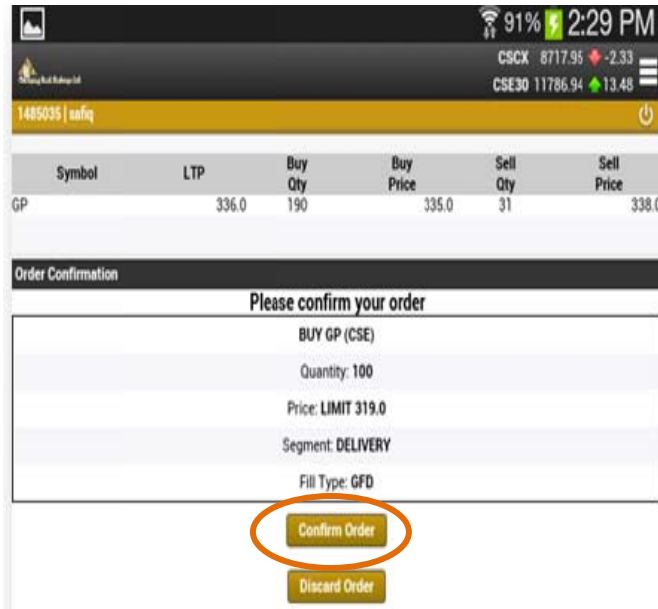 91% 2:29 PM
CSCX 8717.95 -2.33
CSE30 11786.94 13.48
1485035 | safiq
Symbol LTP Buy Qty Buy Price Sell Qty Sell Price
GP 336.0 190 335.0 31 338.0
Order Confirmation
Please confirm your order
BUY GP (CSE)
Quantity: 100
Price: LIMIT 319.0
Segment: DELIVERY
Fill Type: GFD
Confirm Order
Discard Order